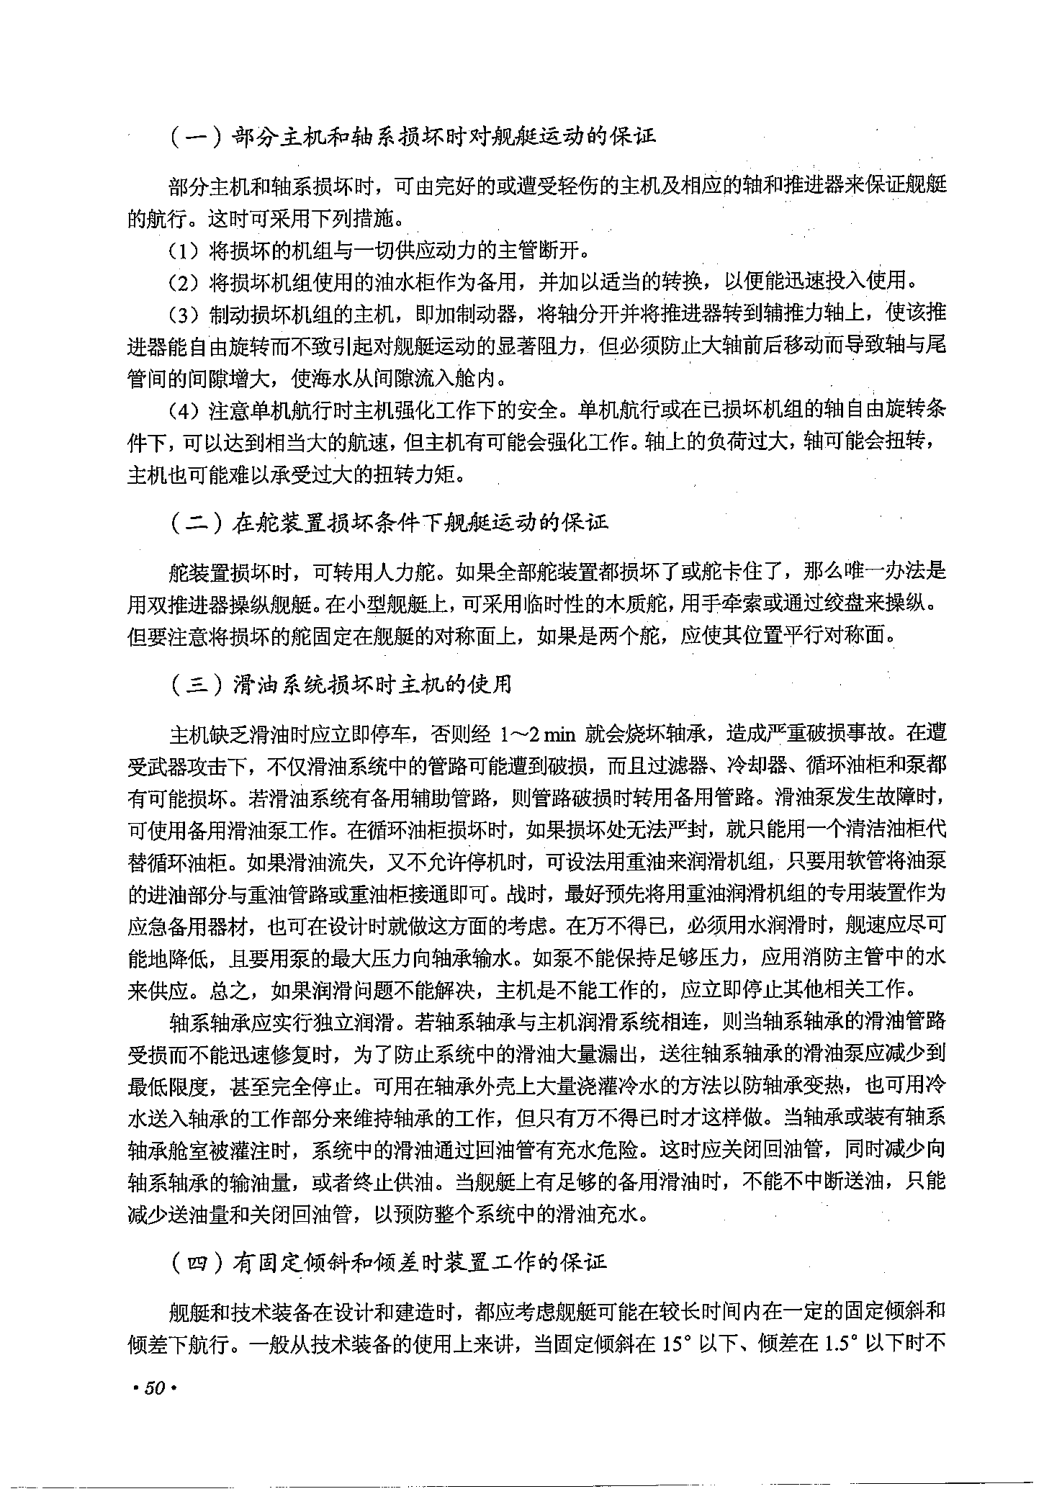 （一）部分主机和轴系损坏时对舰艇运动的保证
部分主机和轴系损坏时，可由完好的或遭受轻伤的主机及相应的轴和推进器来保证舰艇
的航行。这时可采用下列措施。
（1）将损坏的机组与一切供应动力的主管断开。
（2）将损坏机组使用的油水柜作为备用，并加以适当的转换，以便能迅速投入使用。
（3）制动损坏机组的主机，即加制动器，将轴分开并将推进器转到辅推力轴上，使该推
进器能自由旋转而不致引起对舰艇运动的显著阻力，但必须防止大轴前后移动而导致轴与尾
管间的间隙增大，使海水从间隙流入舱内。
（4）注意单机航行时主机强化工作下的安全。单机航行或在已损坏机组的轴自由旋转条
件下，可以达到相当大的航速，但主机有可能会强化工作。轴上的负荷过大，轴可能会扭转，
主机也可能难以承受过大的扭转力矩。
（二）在舵装置损坏条件下舰艇运动的保证
舵装置损坏时，可转用人力舵。如果全部舵装置都损坏了或舵卡住了，那么唯一办法是
用双推进器操纵舰艇。在小型舰艇上，可采用临时性的木质舵，用手牵索或通过绞盘来操纵。
但要注意将损坏的舵固定在舰艇的对称面上，如果是两个舵，应使其位置平行对称面。
（三）滑油系统损坏时主机的使用
主机缺乏滑油时应立即停车，否则经 1～2 min 就会烧坏轴承，造成严重破损事故。在遭
受武器攻击下，不仅滑油系统中的管路可能遭到破损，而且过滤器、冷却器、循环油柜和泵都
有可能损坏。若滑油系统有备用辅助管路，则管路破损时转用备用管路。滑油泵发生故障时，
可使用备用滑油泵工作。在循环油柜损坏时，如果损坏处无法严封，就只能用一个清洁油柜代
替循环油柜。如果滑油流失，又不允许停机时，可设法用重油来润滑机组，只要用软管将油泵
的进油部分与重油管路或重油柜接通即可。战时，最好预先将用重油润滑机组的专用装置作为
应急备用器材，也可在设计时就做这方面的考虑。在万不得已，必须用水润滑时，舰速应尽可
能地降低，且要用泵的最大压力向轴承输水。如泵不能保持足够压力，应用消防主管中的水
来供应。总之，如果润滑问题不能解决，主机是不能工作的，应立即停止其他相关工作。
轴系轴承应实行独立润滑。若轴系轴承与主机润滑系统相连，则当轴系轴承的滑油管路
受损而不能迅速修复时，为了防止系统中的滑油大量漏出，送往轴系轴承的滑油泵应减少到
最低限度，甚至完全停止。可用在轴承外壳上大量浇灌冷水的方法以防轴承变热，也可用冷
水送入轴承的工作部分来维持轴承的工作，但只有万不得已时才这样做。当轴承或装有轴系
轴承舱室被灌注时，系统中的滑油通过回油管有充水危险。这时应关闭回油管，同时减少向
轴系轴承的输油量，或者终止供油。当舰艇上有足够的备用滑油时，不能不中断送油，只能
减少送油量和关闭回油管，以预防整个系统中的滑油充水。
（四）有固定倾斜和倾差时装置工作的保证
舰艇和技术装备在设计和建造时，都应考虑舰艇可能在较长时间内在一定的固定倾斜和
倾差下航行。一般从技术装备的使用上来讲，当固定倾斜在 15° 以下、倾差在 1.5° 以下时不
·50·